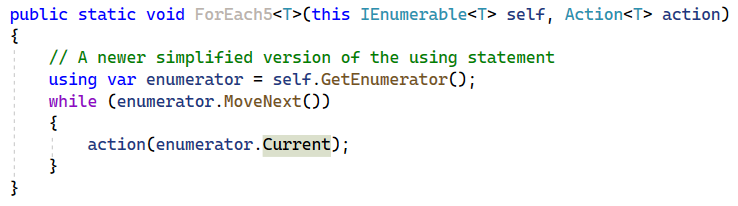 public static void ForEach5<T>(this IEnumerable<T> self, Action<T> action)
{
    // A newer simplified version of the using statement
    using var enumerator = self.GetEnumerator();
    while (enumerator.MoveNext())
    {
        action(enumerator.Current);
    }
}